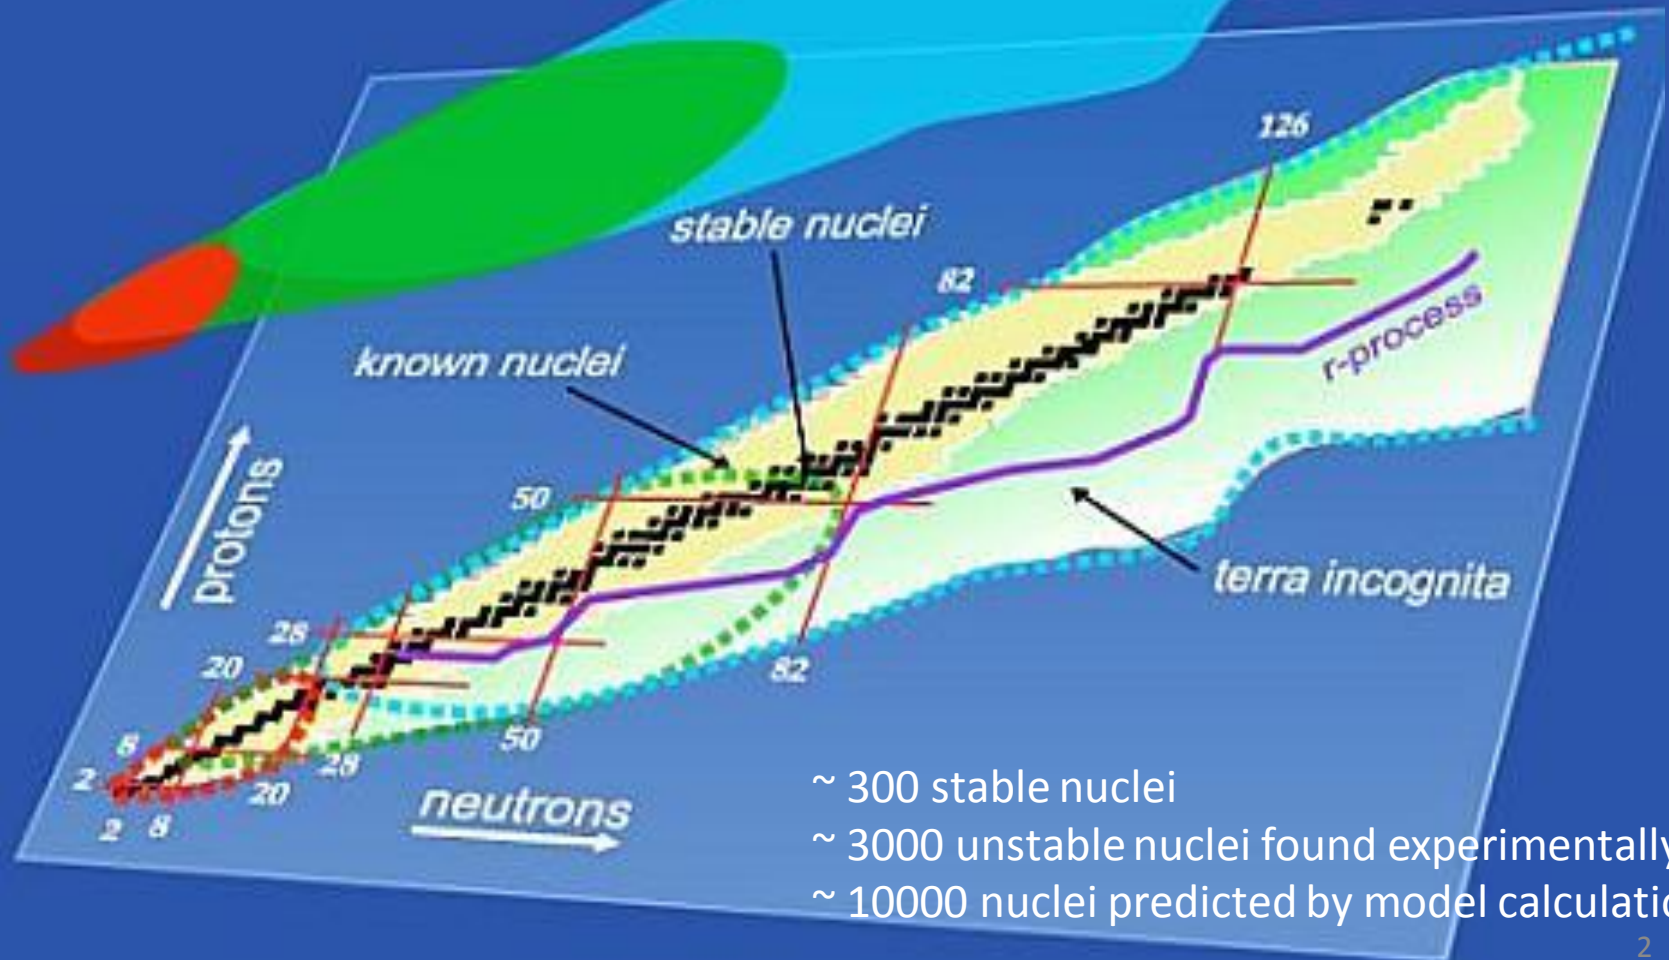 126
stable nuclei
82
known nuclei
r-process
protons
50
terra incognita
28
20
82
8
50
2
28
20
neutrons
2 8
~ 300 stable nuclei
~ 3000 unstable nuclei found experimentally
~ 10000 nuclei predicted by model calculatio
2